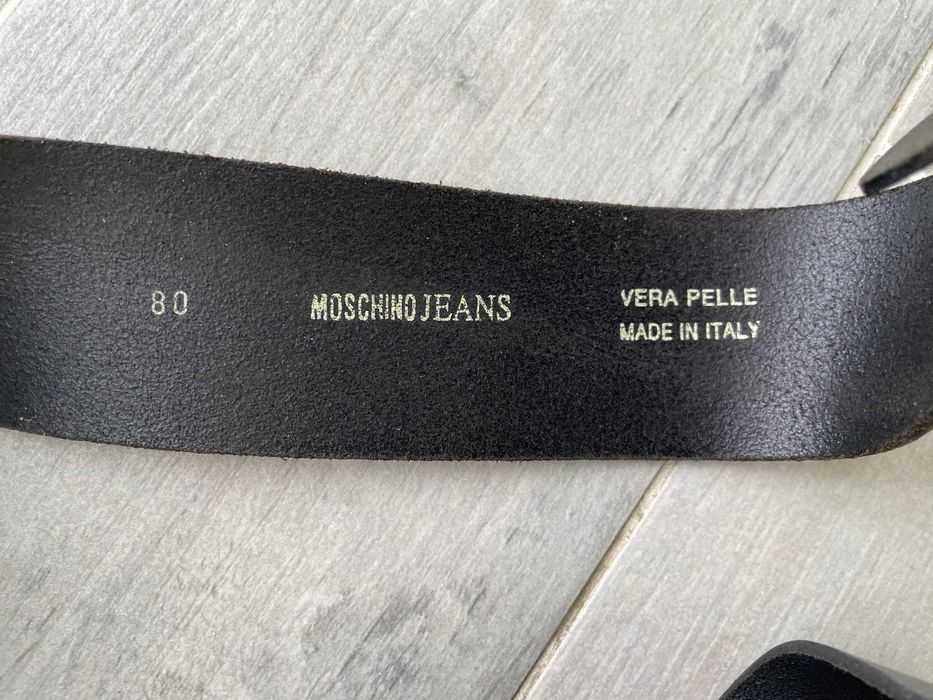 80
MOSCHINO JEANS
VERA PELLE
MADE IN ITALY